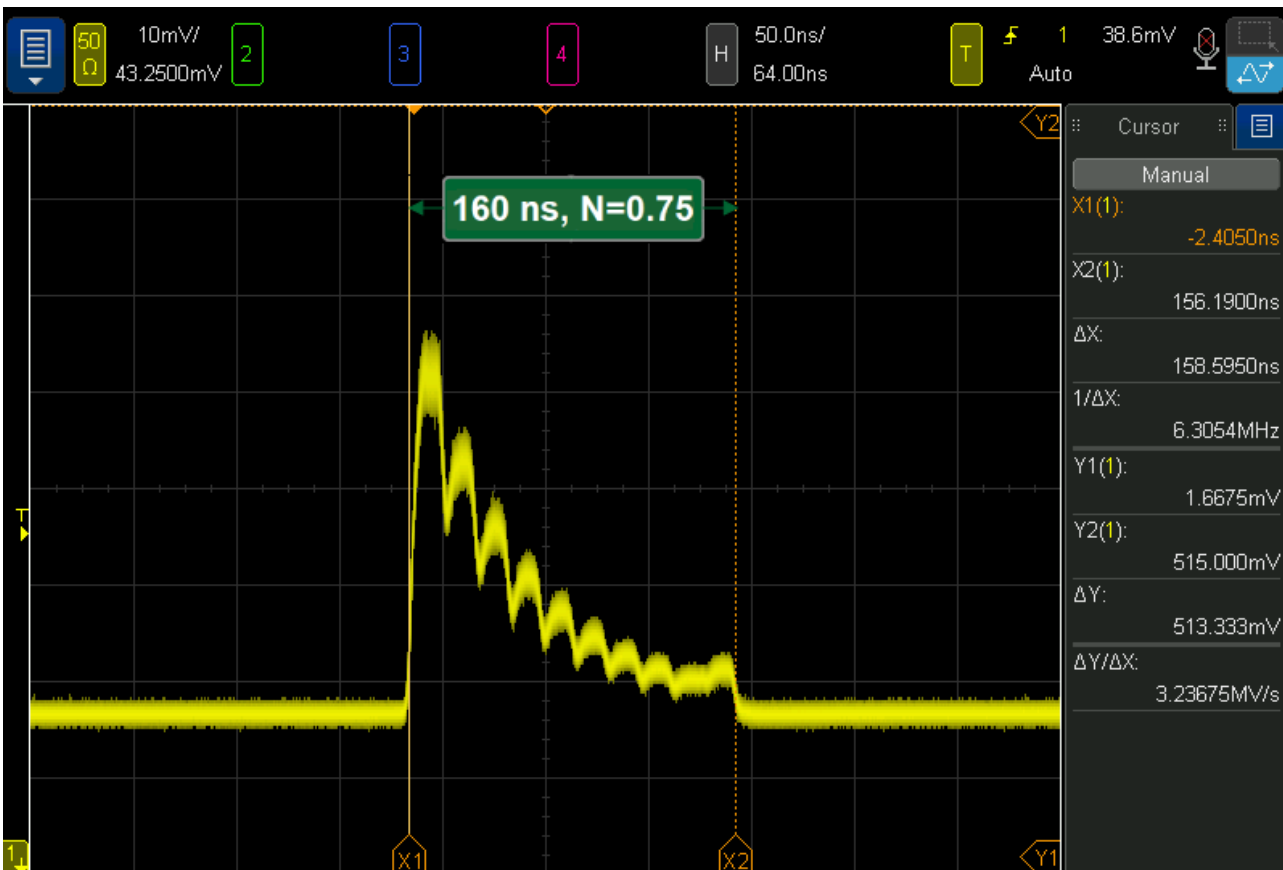 50 Ω 10mV/ 43.2500mV 2 3 4 H 50.0ns/ 64.00ns T 1 38.6mV Auto
Y2
Cursor
Manual
160 ns, N=0.75
X1(1):
-2.4050ns
X2(1):
156.1900ns
ΔX:
158.5950ns
1/ΔX:
6.3054MHz
Y1(1):
1.6675mV
T
Y2(1):
515.000mV
ΔY:
513.333mV
ΔY/ΔX:
3.23675MV/s
1 X1 X2 Y1